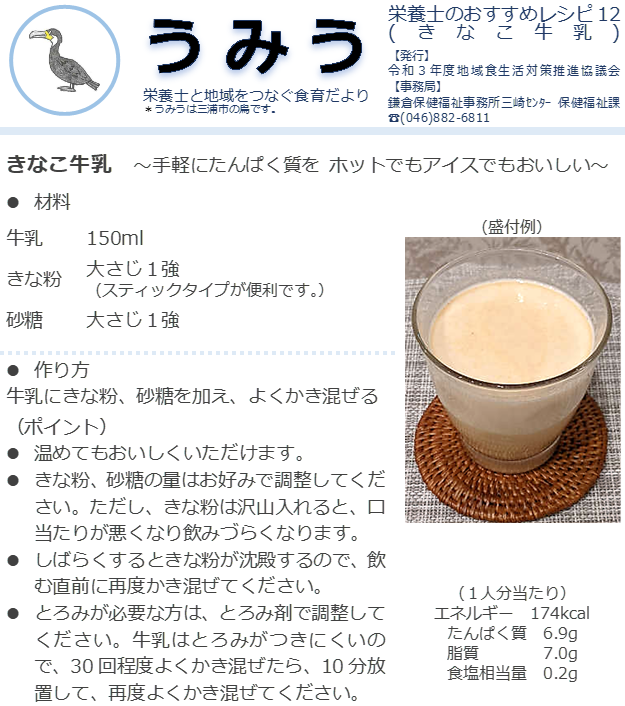 うみう
栄養士と地域をつなぐ食育だより
＊うみうは三浦市の鳥です。
栄養士のおすすめレシピ 12
(きなこ牛乳)
【発行】
令和３年度地域食生活対策推進協議会
【事務局】
鎌倉保健福祉事務所三崎ｾﾝﾀｰ 保健福祉課
☎(046)882-6811
きなこ牛乳 ～手軽にたんぱく質を ホットでもアイスでもおいしい～
● 材料
牛乳 150ml
きな粉 大さじ１強
（スティックタイプが便利です。）
砂糖 大さじ１強
● 作り方
牛乳にきな粉、砂糖を加え、よくかき混ぜる
（ポイント）
● 温めてもおいしくいただけます。
● きな粉、砂糖の量はお好みで調整してくだ
さい。ただし、きな粉は沢山入れると、口
当たりが悪くなり飲みづらくなります。
● しばらくするときな粉が沈殿するので、飲
む直前に再度かき混ぜてください。
● とろみが必要な方は、とろみ剤で調整して
ください。牛乳はとろみがつきにくいの
で、30 回程度よくかき混ぜたら、10 分放
置して、再度よくかき混ぜてください。
（盛付例）
（１人分当たり）
エネルギー 174kcal
たんぱく質 6.9g
脂質 7.0g
食塩相当量 0.2g